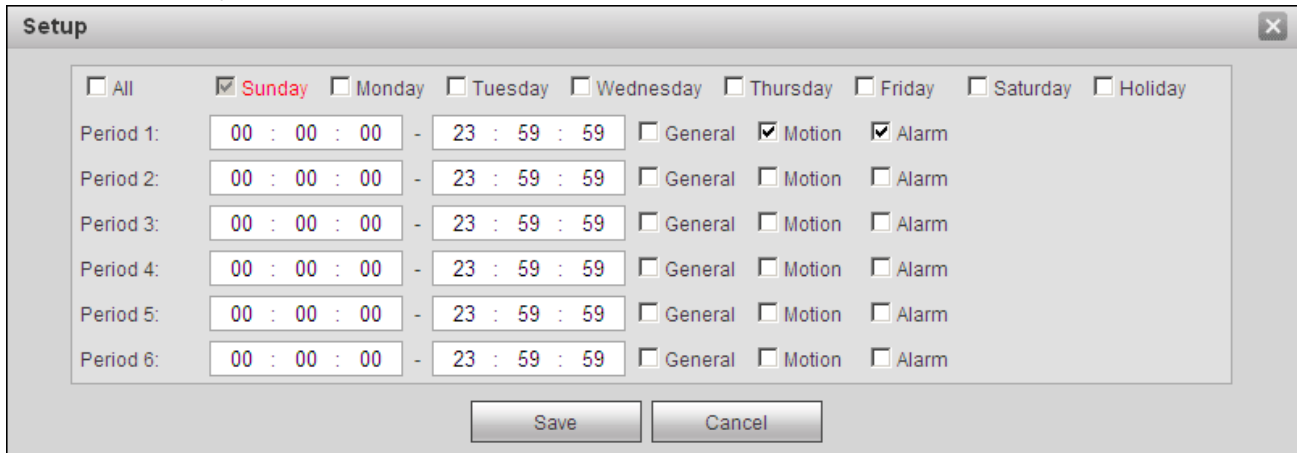 Setup
All Sunday Monday Tuesday Wednesday Thursday Friday Saturday Holiday
Period 1: 00 : 00 : 00 - 23 : 59 : 59 General Motion Alarm
Period 2: 00 : 00 : 00 - 23 : 59 : 59 General Motion Alarm
Period 3: 00 : 00 : 00 - 23 : 59 : 59 General Motion Alarm
Period 4: 00 : 00 : 00 - 23 : 59 : 59 General Motion Alarm
Period 5: 00 : 00 : 00 - 23 : 59 : 59 General Motion Alarm
Period 6: 00 : 00 : 00 - 23 : 59 : 59 General Motion Alarm
Save Cancel